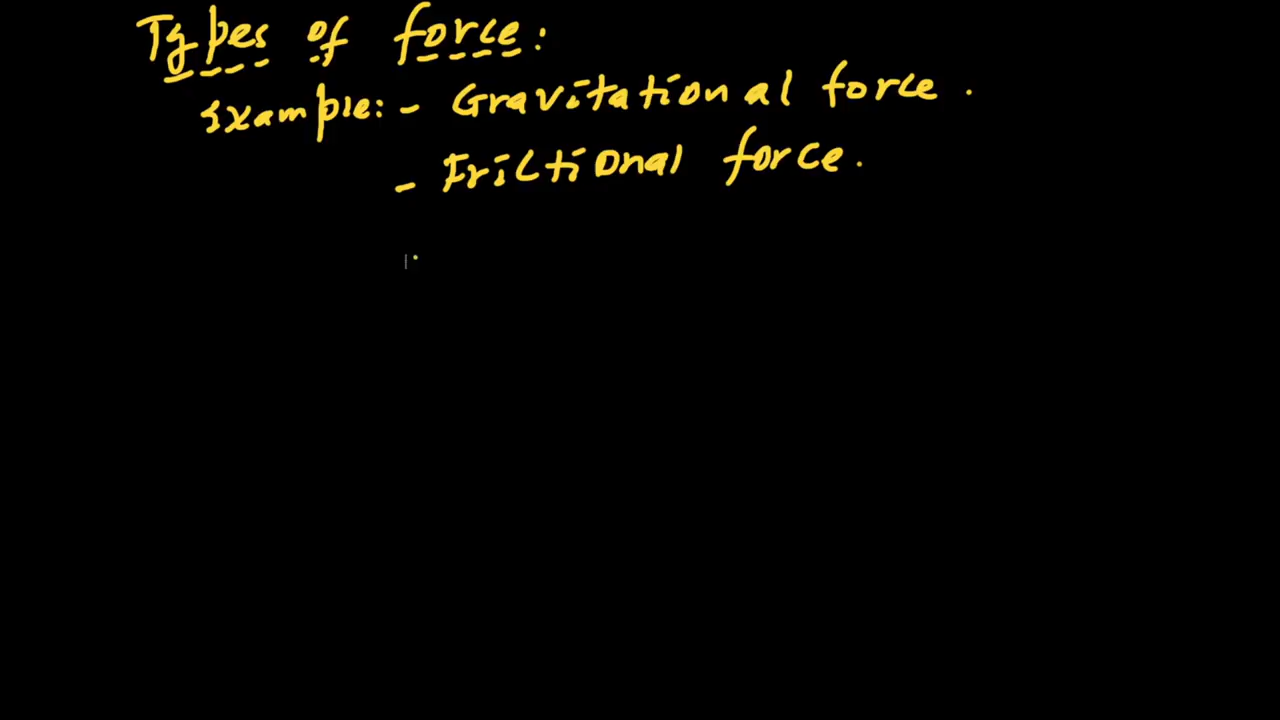 Types of force:
Example: - Gravitational force.
- Frictional force.